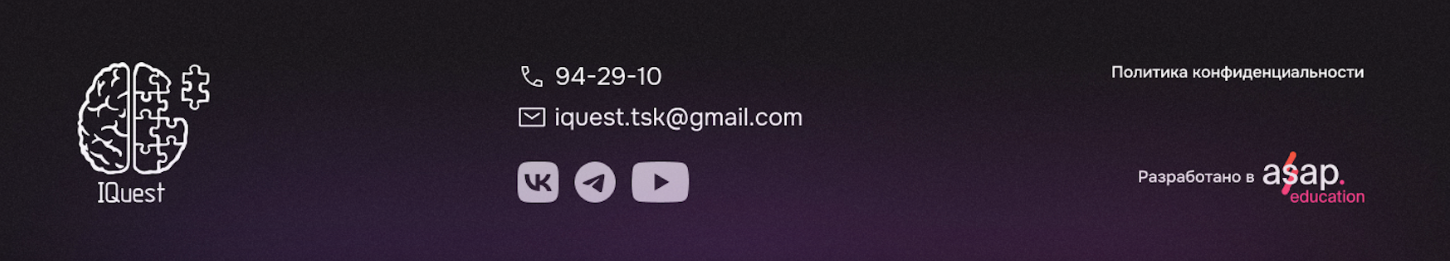 IQuest
94-29-10
iquest.tsk@gmail.com
Политика конфиденциальности
Разработано в asap.
education